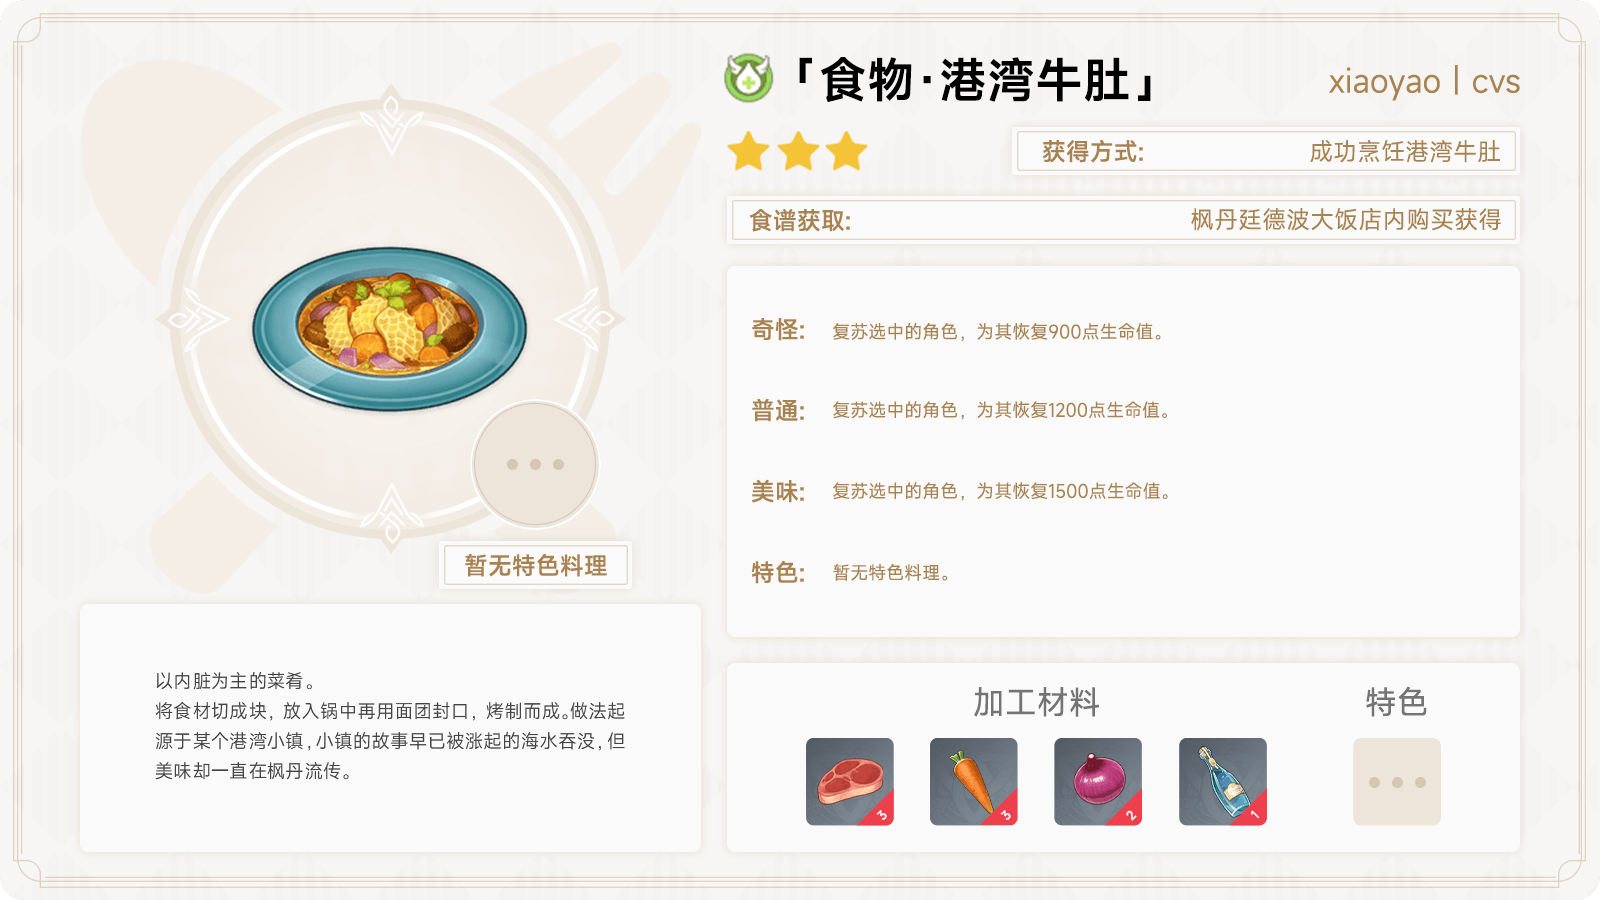 「食物·港湾牛肚」
xiaoyao | cvs
获得方式:
成功烹饪港湾牛肚
食谱获取:
枫丹廷德波大饭店内购买获得
奇怪:
复苏选中的角色，为其恢复900点生命值。
普通:
复苏选中的角色，为其恢复1200点生命值。
美味:
复苏选中的角色，为其恢复1500点生命值。
特色:
暂无特色料理。
暂无特色料理
以内脏为主的菜肴。
将食材切成块，放入锅中再用面团封口，烤制而成。做法起
源于某个港湾小镇，小镇的故事早已被涨起的海水吞没，但
美味却一直在枫丹流传。
加工材料
特色
3
3
2
1